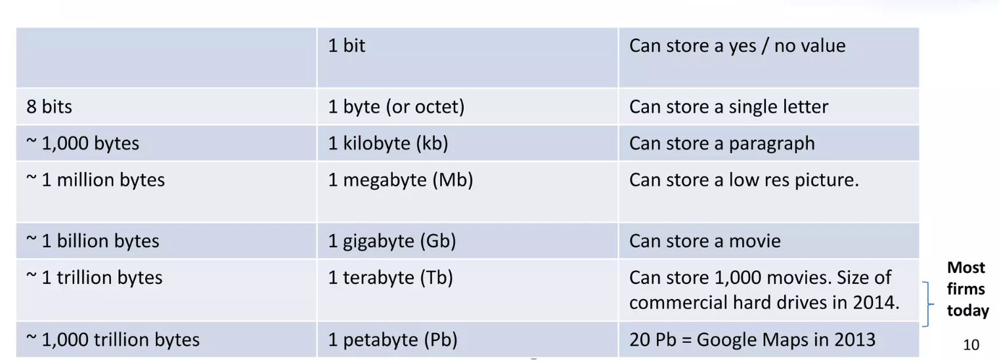 1 bit
Can store a yes / no value
8 bits
1 byte (or octet)
Can store a single letter
~ 1,000 bytes
1 kilobyte (kb)
Can store a paragraph
~ 1 million bytes
1 megabyte (Mb)
Can store a low res picture.
~ 1 billion bytes
1 gigabyte (Gb)
Can store a movie
~ 1 trillion bytes
1 terabyte (Tb)
Can store 1,000 movies. Size of
commercial hard drives in 2014.
~ 1,000 trillion bytes
1 petabyte (Pb)
20 Pb = Google Maps in 2013
Most
firms
today
10